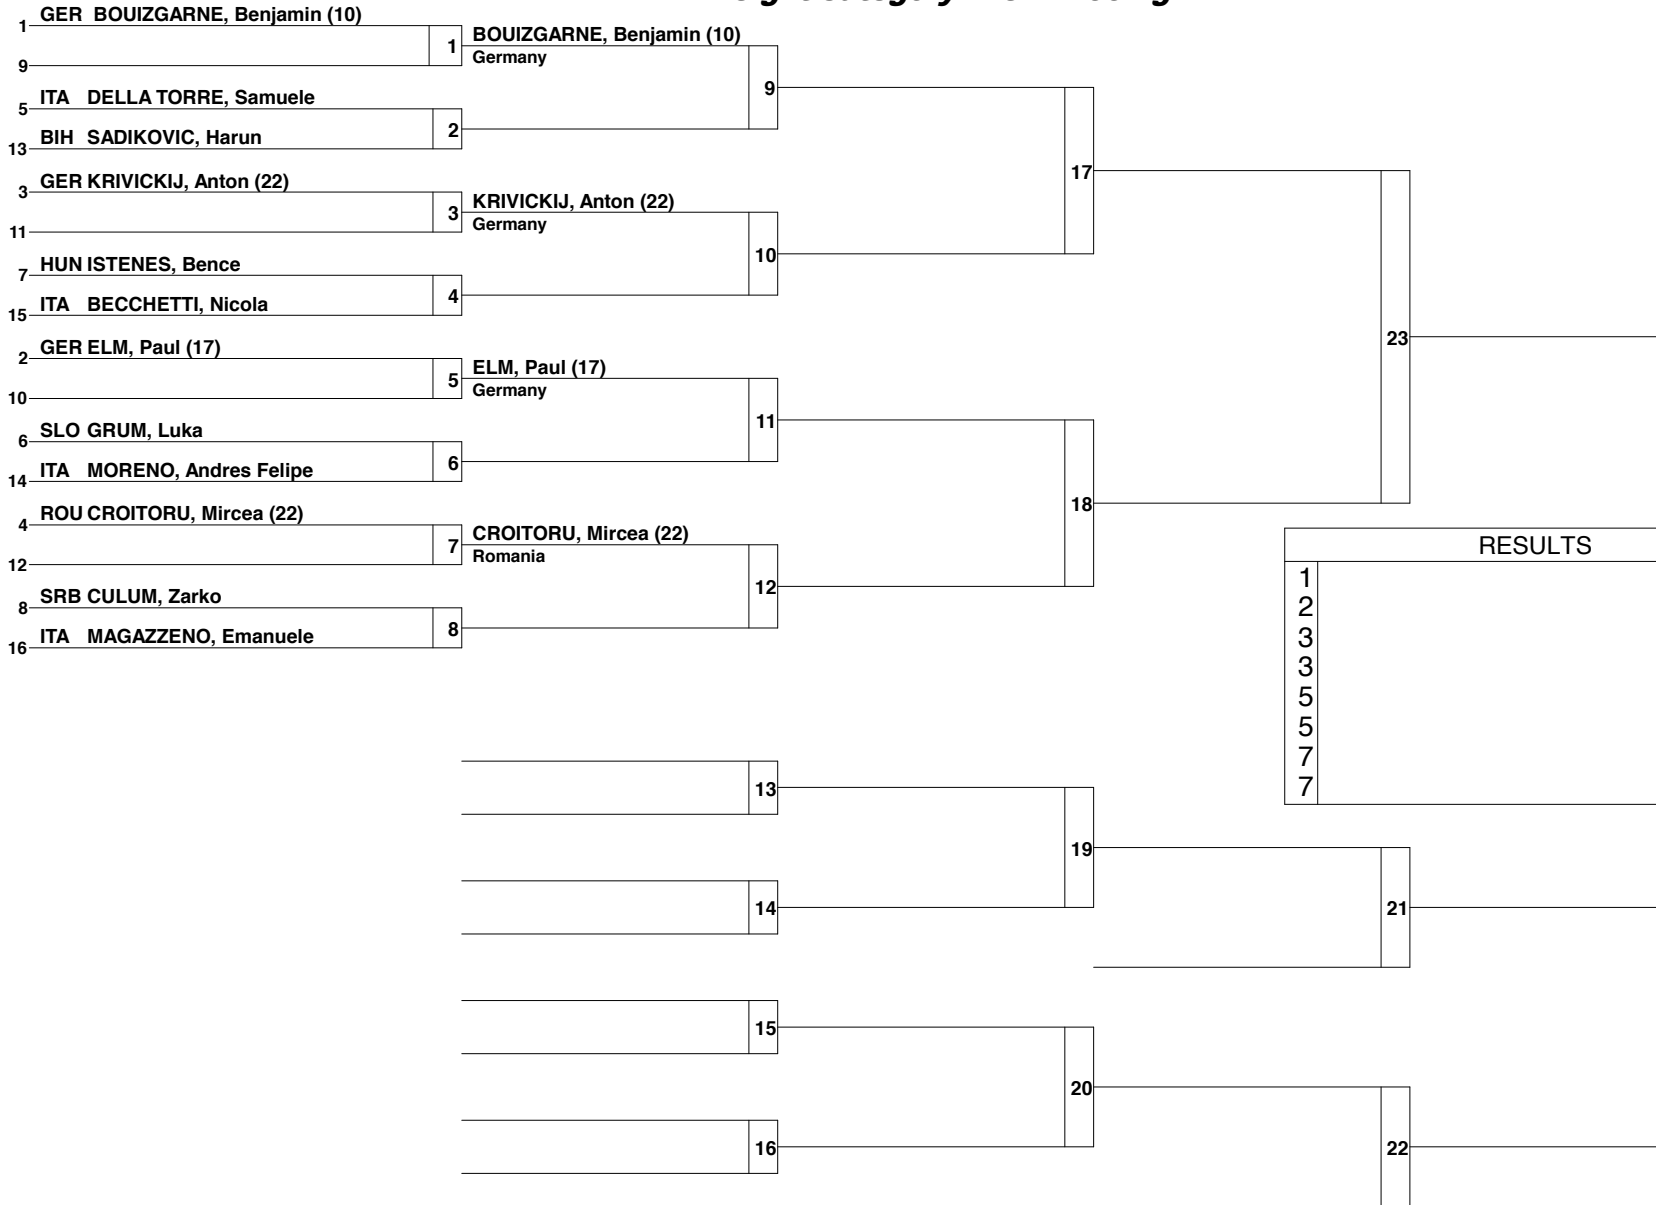 1 GER BOUIZGARNE, Benjamin (10)
9
1 BOUIZGARNE, Benjamin (10)
Germany
9
5 ITA DELLA TORRE, Samuele
13 BIH SADIKOVIC, Harun
2
17
3 GER KRIVICKIJ, Anton (22)
11
3 KRIVICKIJ, Anton (22)
Germany
10
7 HUN ISTENES, Bence
15 ITA BECCHETTI, Nicola
4
23
2 GER ELM, Paul (17)
10
5 ELM, Paul (17)
Germany
11
6 SLO GRUM, Luka
14 ITA MORENO, Andres Felipe
6
18
4 ROU CROITORU, Mircea (22)
12
7 CROITORU, Mircea (22)
Romania
12
8 SRB CULUM, Zarko
16 ITA MAGAZZENO, Emanuele
8
RESULTS
1
2
3
3
5
5
7
7
13
19
14
21
15
20
16
22